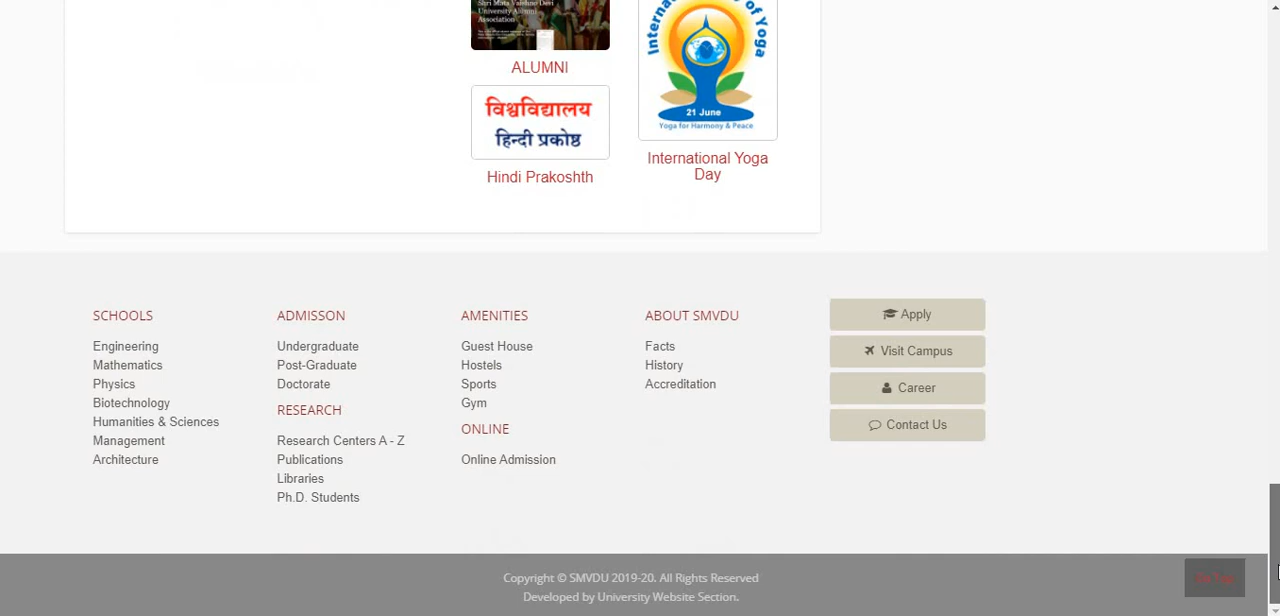 Shri Mata Vaishno Devi
University Alumni
Association
ALUMNI
विश्वविद्यालय
हिन्दी प्रकोष्ठ
Hindi Prakoshth
International Day of Yoga
21 June
Yoga for Harmony & Peace
International Yoga
Day
SCHOOLS
Engineering
Mathematics
Physics
Biotechnology
Humanities & Sciences
Management
Architecture
ADMISSON
Undergraduate
Post-Graduate
Doctorate
RESEARCH
Research Centers A - Z
Publications
Libraries
Ph.D. Students
AMENITIES
Guest House
Hostels
Sports
Gym
ONLINE
Online Admission
ABOUT SMVDU
Facts
History
Accreditation
Apply
Visit Campus
Career
Contact Us
Copyright © SMVDU 2019-20. All Rights Reserved
Developed by University Website Section.
Go Top